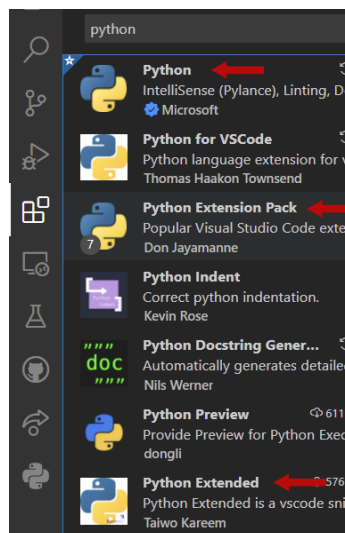 python
Python
IntelliSense (Pylance), Linting, D
Microsoft
Python for VSCode
Python language extension for v
Thomas Haakon Townsend
Python Extension Pack
Popular Visual Studio Code exte
7
Don Jayamanne
Python Indent
Correct python indentation.
Kevin Rose
"""
doc
"""
Python Docstring Gener...
Automatically generates detaile
Nils Werner
Python Preview
611
Provide Preview for Python Exec
dongli
Python Extended
576
Python Extended is a vscode sni
Taiwo Kareem